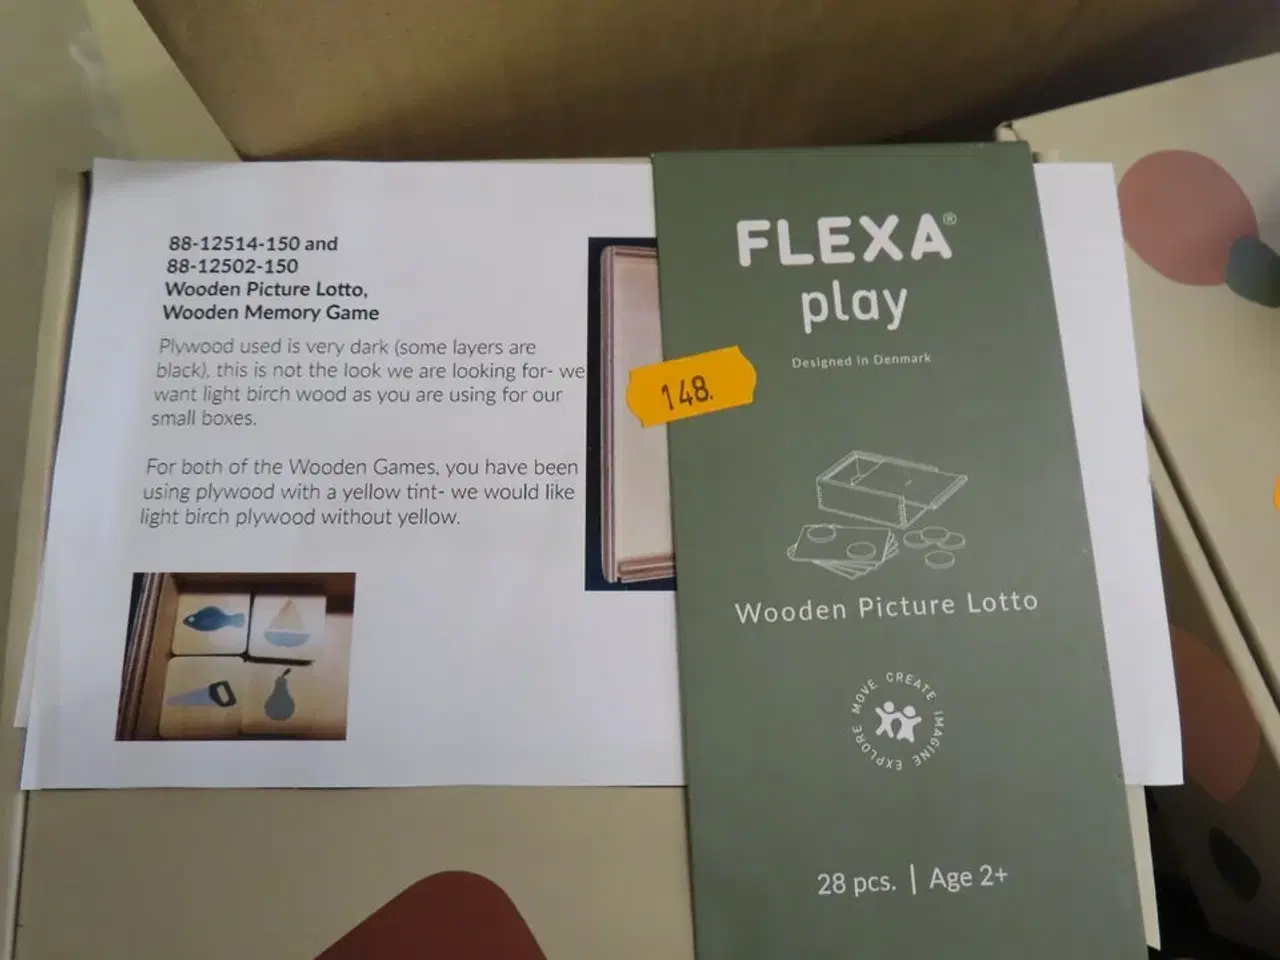 88-12514-150 and
88-12502-150
Wooden Picture Lotto,
Wooden Memory Game
Plywood used is very dark (some layers are
black), this is not the look we are looking for- we
want light birch wood as you are using for our
small boxes.
For both of the Wooden Games, you have been
using plywood with a yellow tint- we would like
light birch plywood without yellow.
FLEXA®
play
Designed in Denmark
148.
Wooden Picture Lotto
MOVE CREATE IMAGINE EXPLORE
28 pcs. | Age 2+